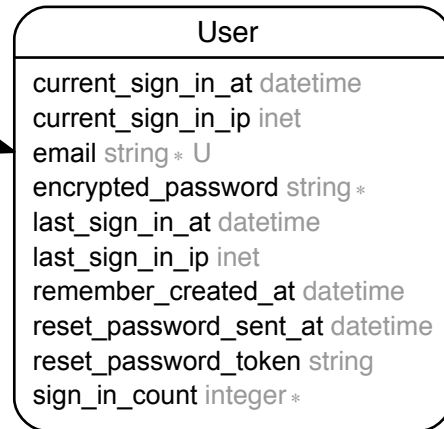 User
current_sign_in_at datetime
current_sign_in_ip inet
email string * U
encrypted_password string *
last_sign_in_at datetime
last_sign_in_ip inet
remember_created_at datetime
reset_password_sent_at datetime
reset_password_token string
sign_in_count integer *